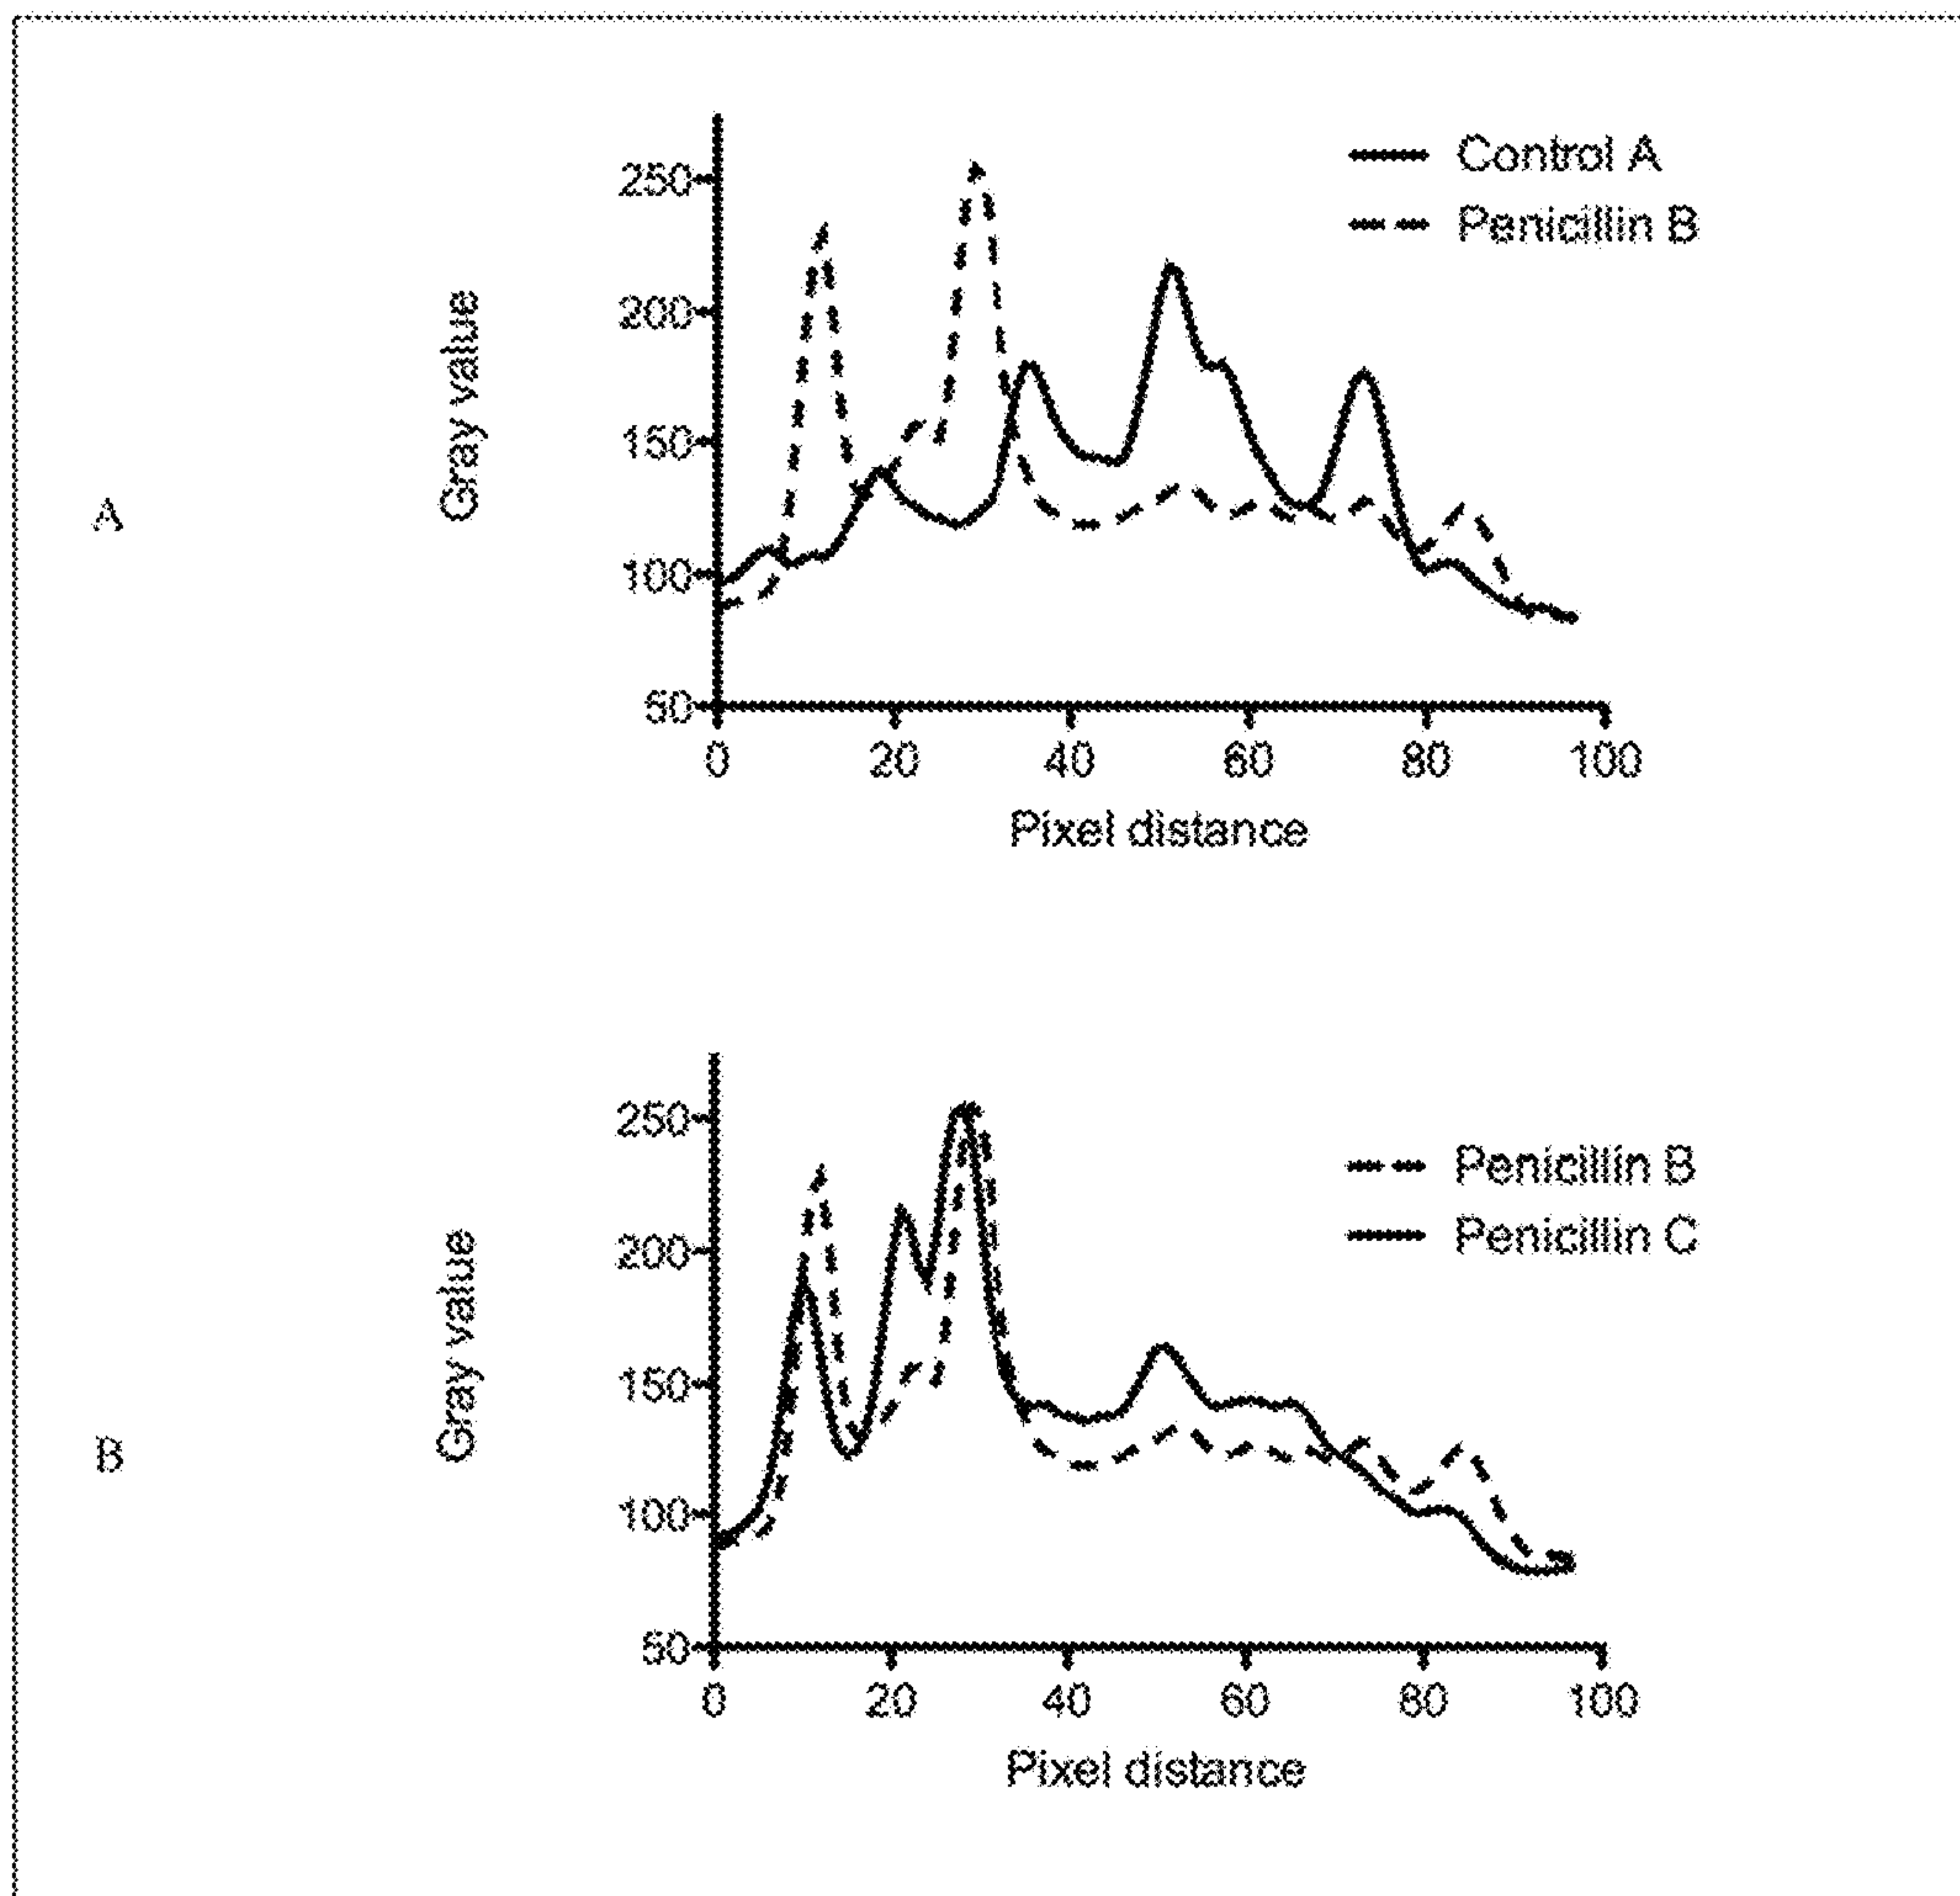 A
Gray value
250
200
150
100
50
0 20 40 60 80 100
Pixel distance
Control A
Penicillin B
B
Gray value
250
200
150
100
50
0 20 40 60 80 100
Pixel distance
Penicillin B
Penicillin C